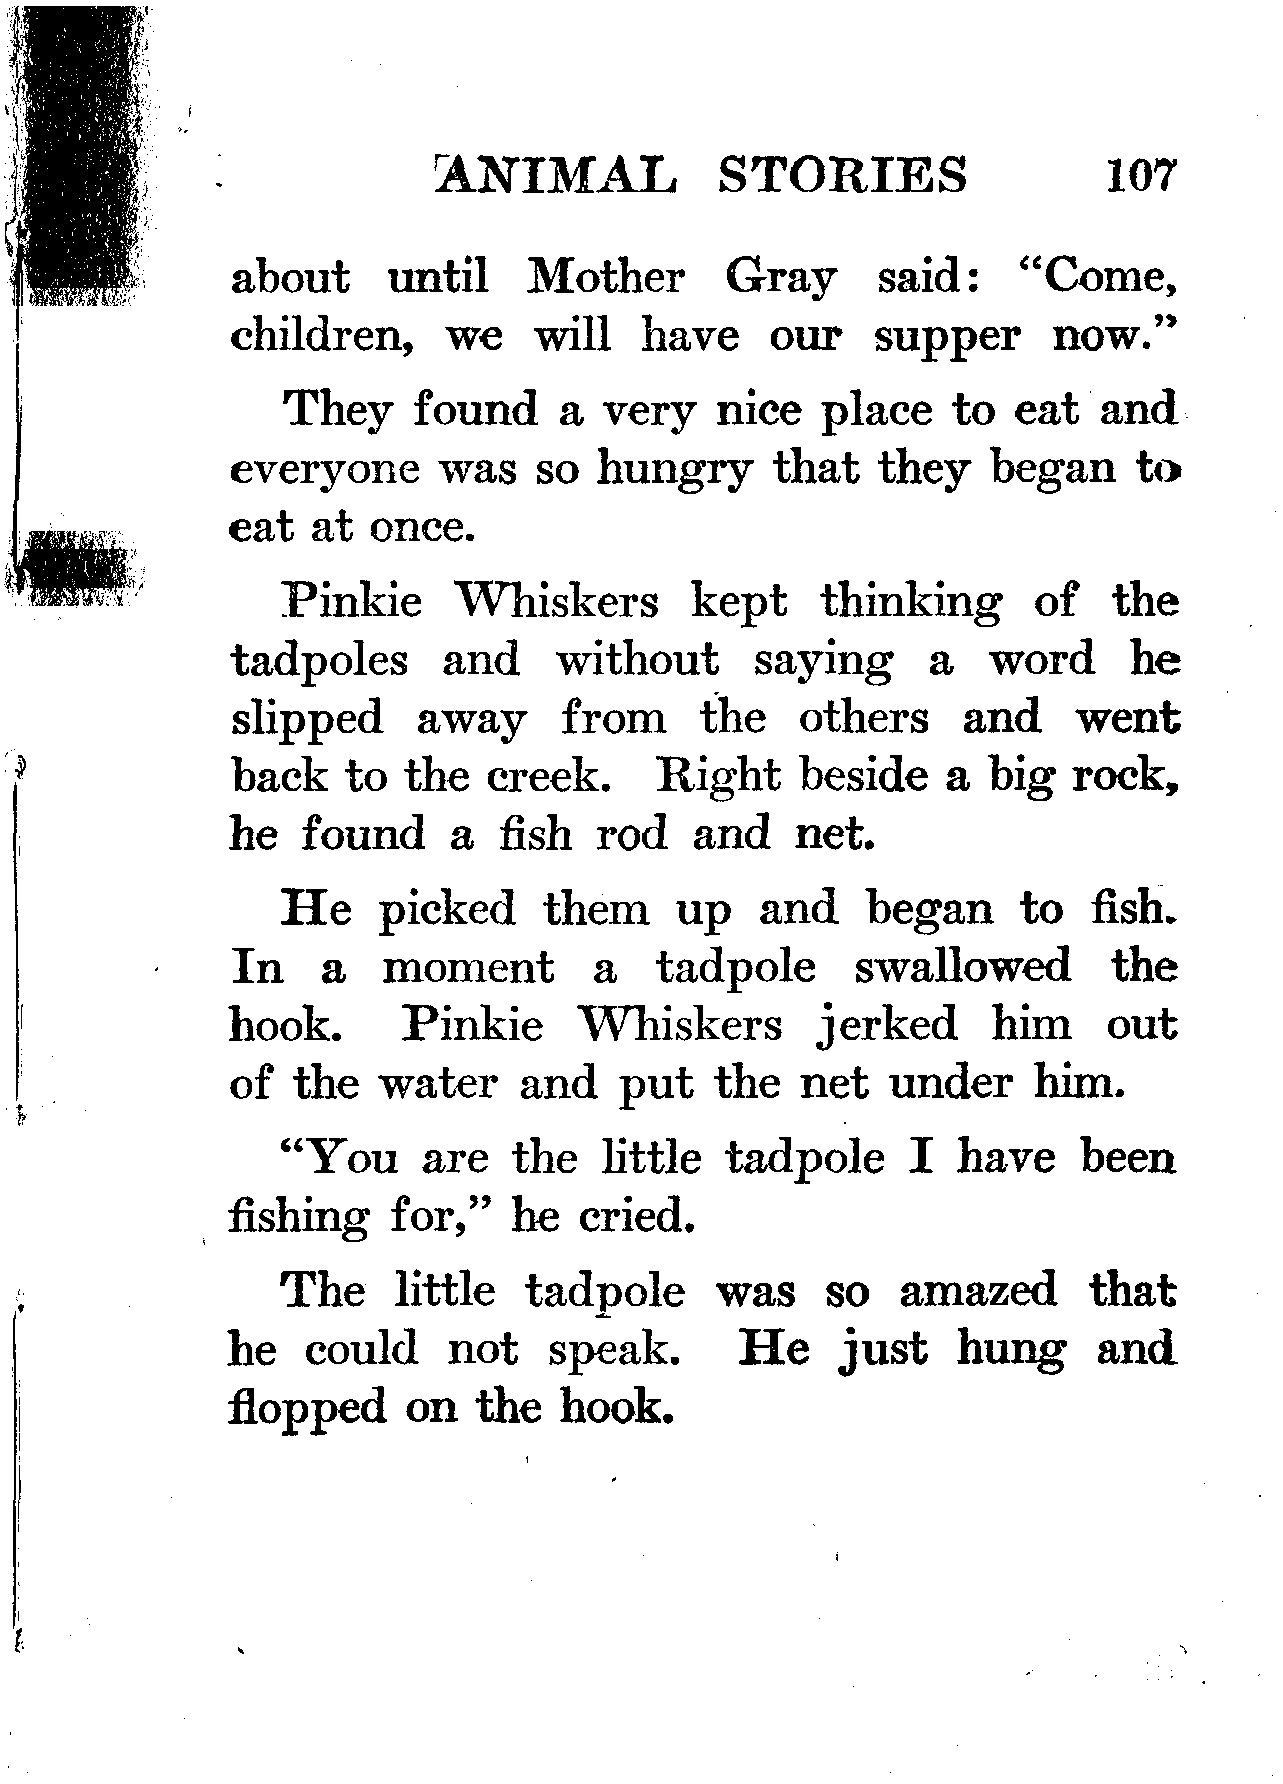 ANIMAL STORIES 107
about until Mother Gray said: "Come,
children, we will have our supper now."
They found a very nice place to eat and
everyone was so hungry that they began to
eat at once.
Pinkie Whiskers kept thinking of the
tadpoles and without saying a word he
slipped away from the others and went
back to the creek. Right beside a big rock,
he found a fish rod and net.
He picked them up and began to fish.
In a moment a tadpole swallowed the
hook. Pinkie Whiskers jerked him out
of the water and put the net under him.
"You are the little tadpole I have been
fishing for," he cried.
The little tadpole was so amazed that
he could not speak. He just hung and
flopped on the hook.